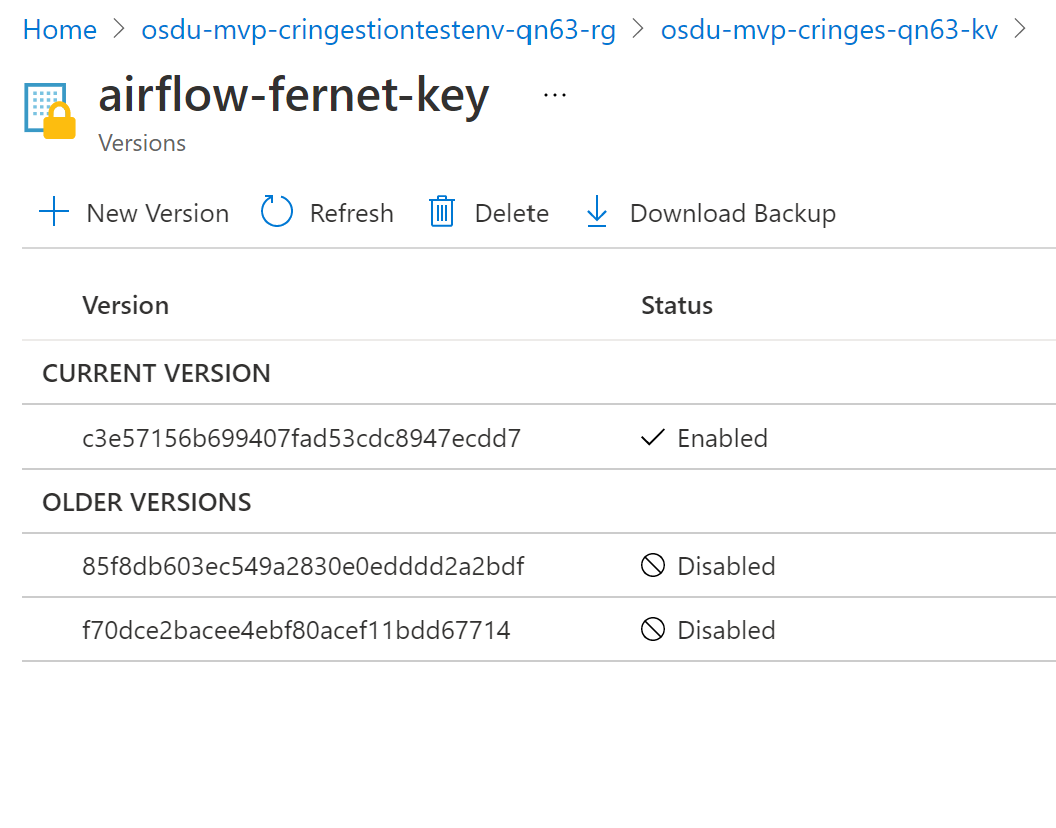 Home > osdu-mvp-cringestiontestenv-qn63-rg > osdu-mvp-cringes-qn63-kv >
airflow-fernet-key ...
Versions
New Version Refresh Delete Download Backup
Version Status
CURRENT VERSION
c3e57156b699407fad53cdc8947ecdd7 Enabled
OLDER VERSIONS
85f8db603ec549a2830e0edddd2a2bdf Disabled
f70dce2bacee4ebf80acef11bdd67714 Disabled